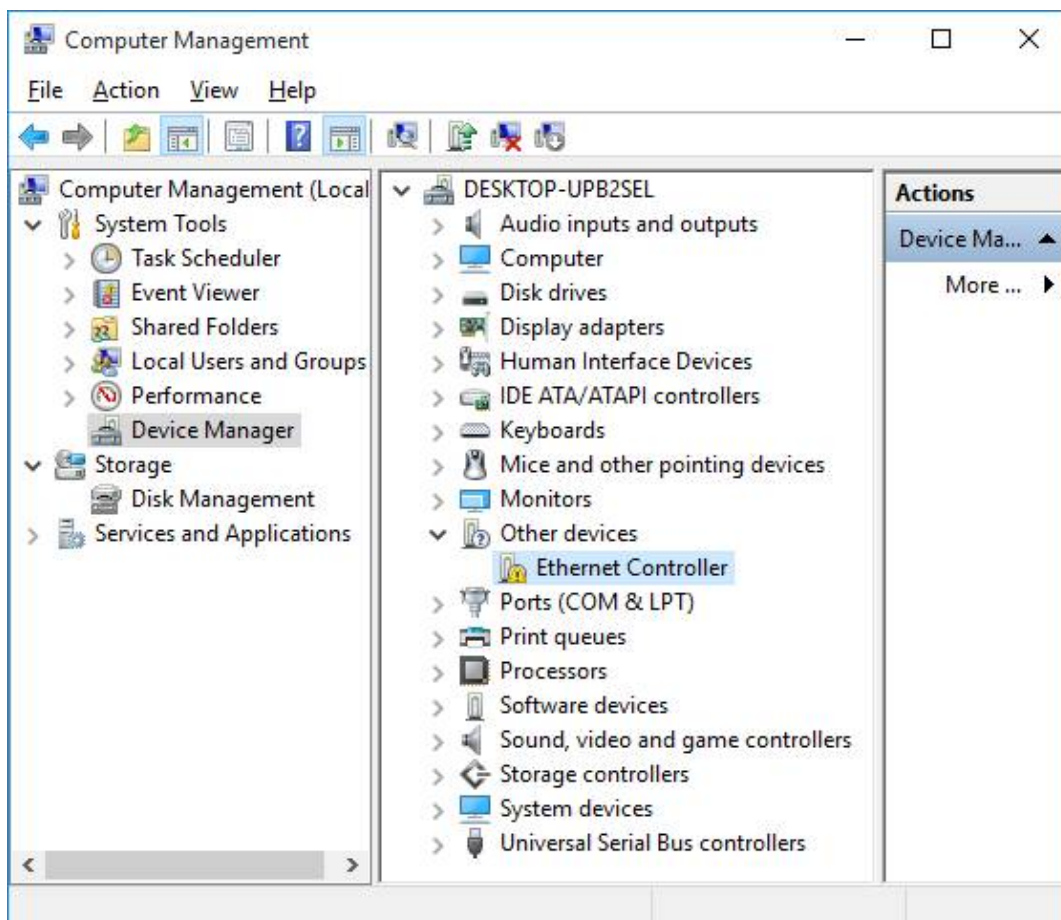 Computer Management
File Action View Help
Computer Management (Local
System Tools
Task Scheduler
Event Viewer
Shared Folders
Local Users and Groups
Performance
Device Manager
Storage
Disk Management
Services and Applications
DESKTOP-UPB2SEL
Audio inputs and outputs
Computer
Disk drives
Display adapters
Human Interface Devices
IDE ATA/ATAPI controllers
Keyboards
Mice and other pointing devices
Monitors
Other devices
Ethernet Controller
Ports (COM & LPT)
Print queues
Processors
Software devices
Sound, video and game controllers
Storage controllers
System devices
Universal Serial Bus controllers
Actions
Device Ma...
More ...